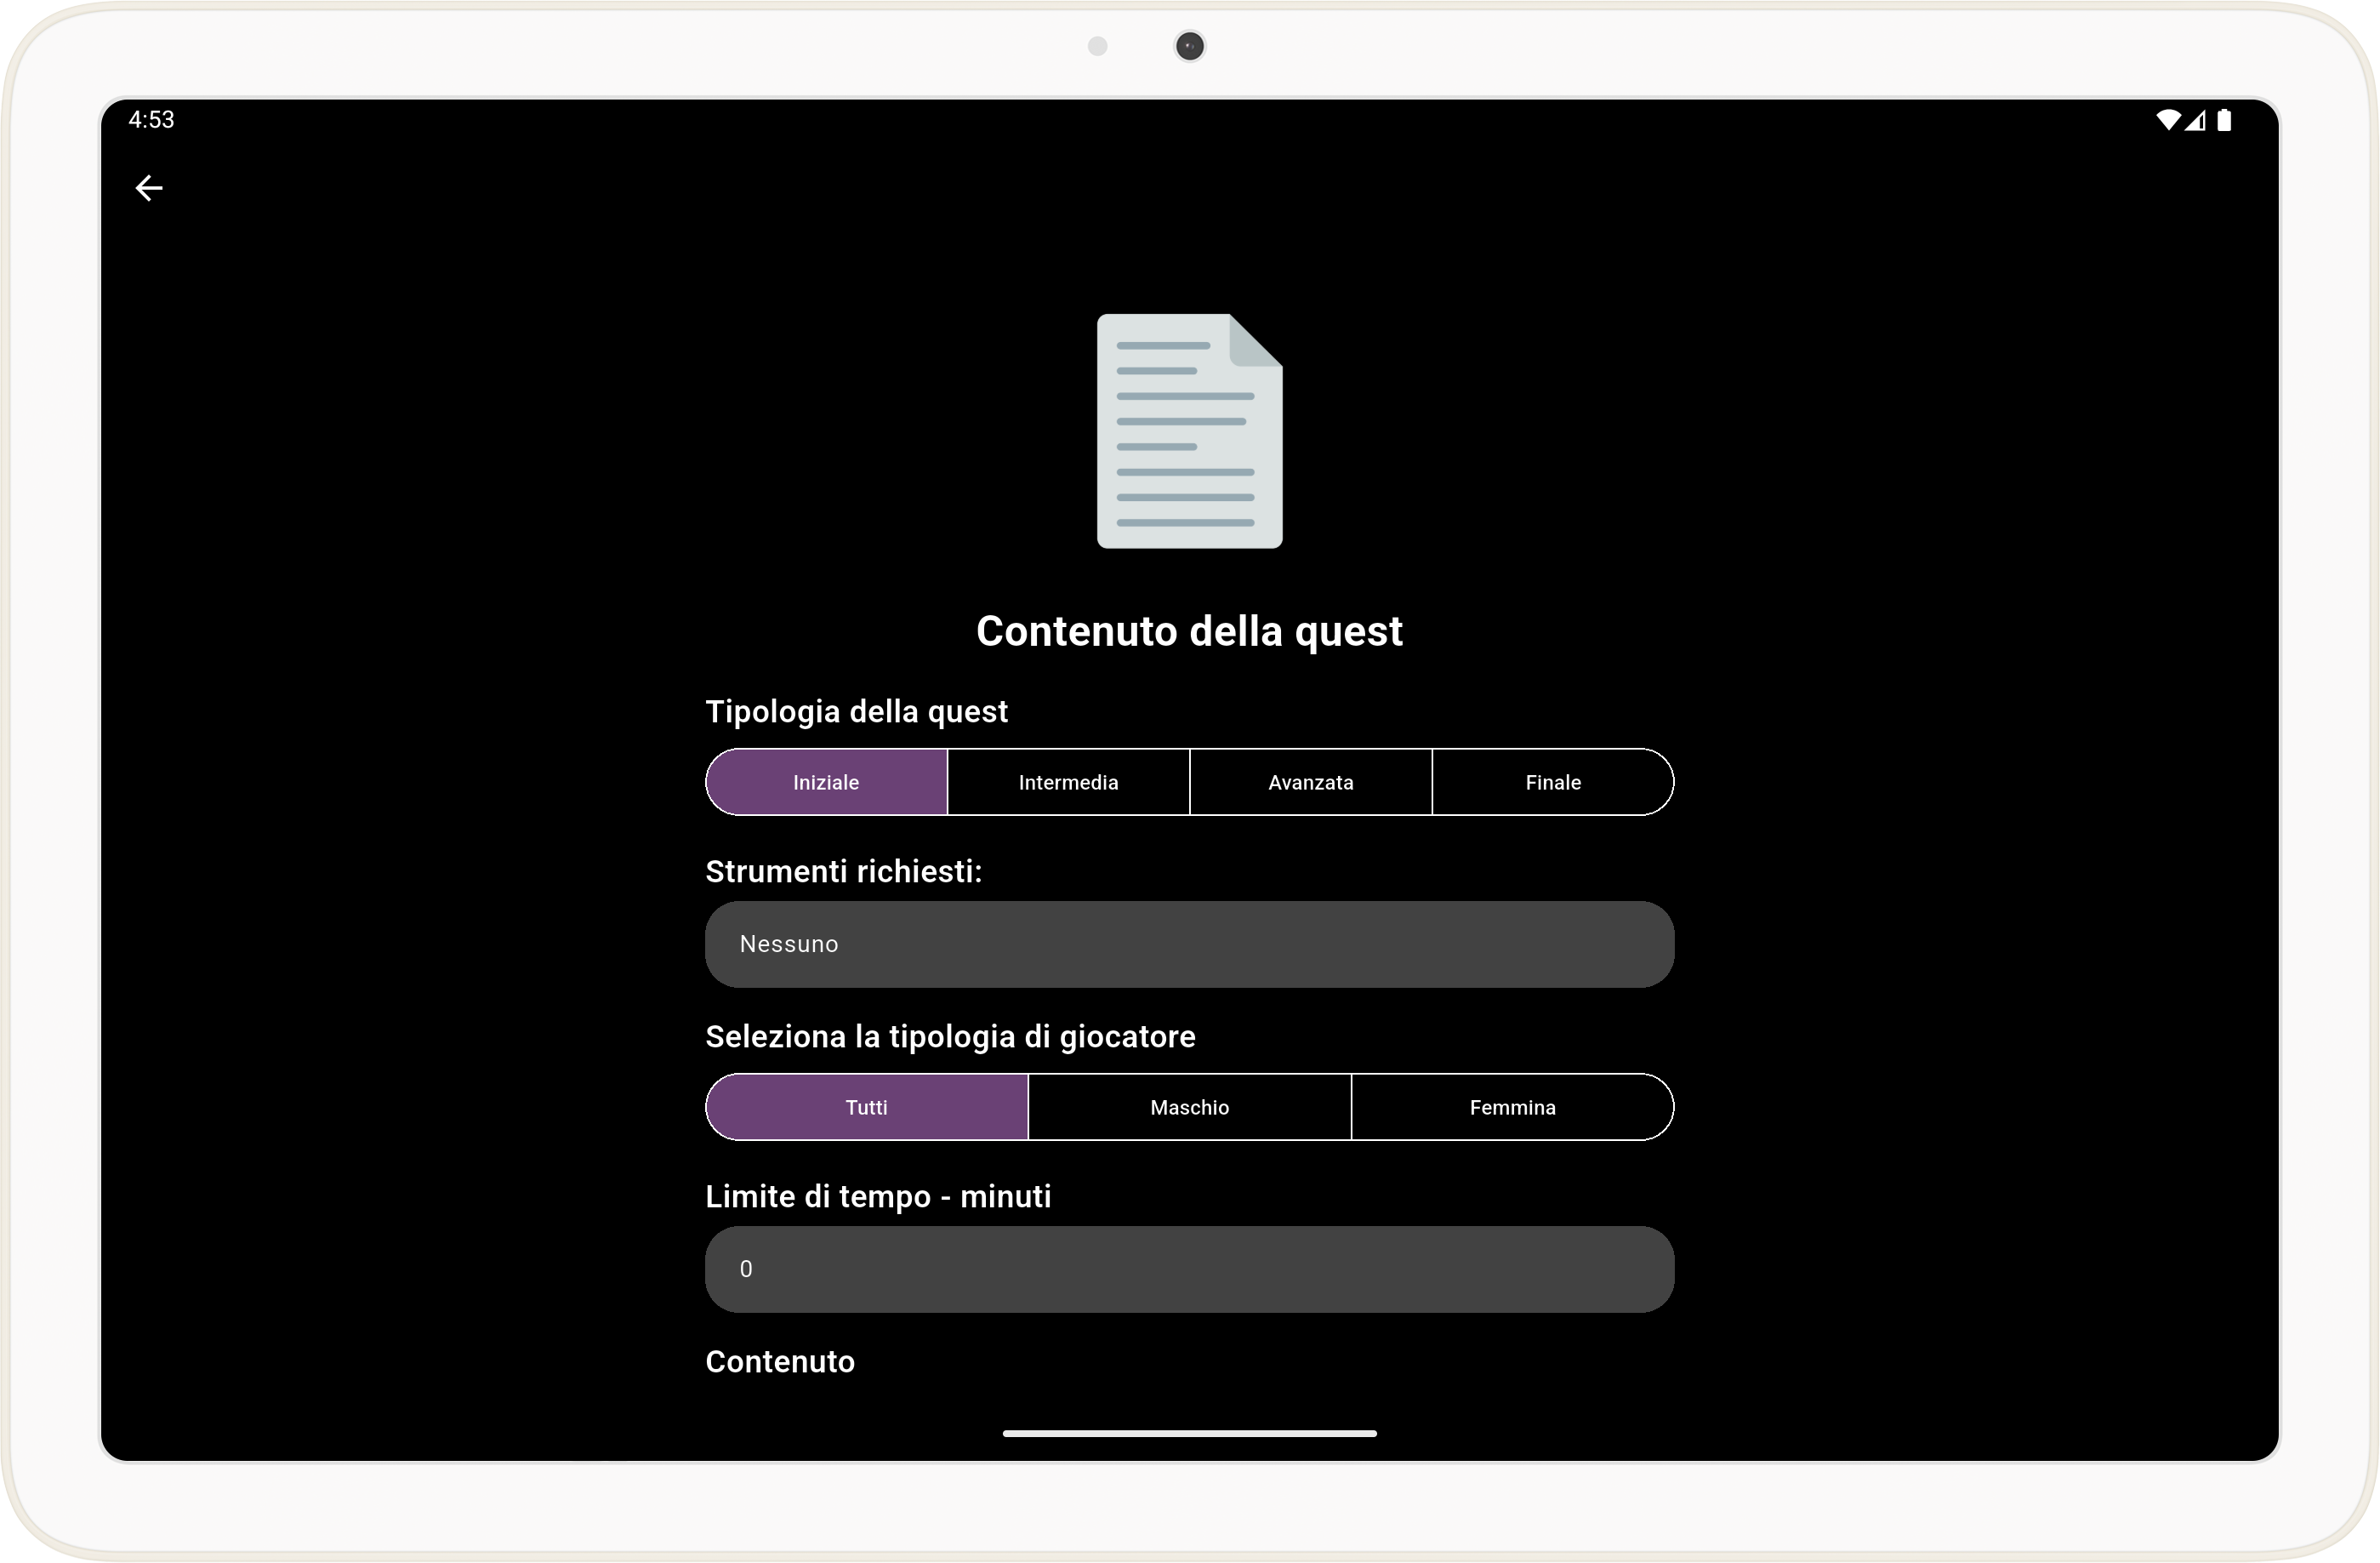 4:53
Contenuto della quest
Tipologia della quest
Iniziale Intermedia Avanzata Finale
Strumenti richiesti:
Nessuno
Seleziona la tipologia di giocatore
Tutti Maschio Femmina
Limite di tempo - minuti
0
Contenuto